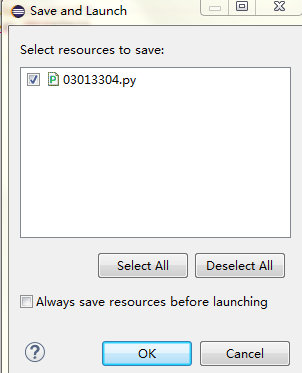 Save and Launch
Select resources to save:
03013304.py
Select All
Deselect All
Always save resources before launching
OK
Cancel